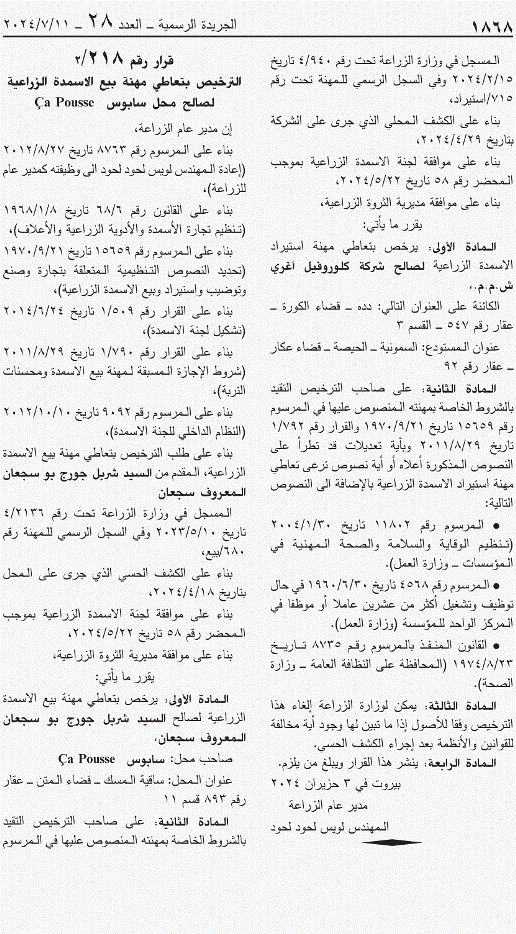 ١٨٦٨
الجريدة الرسمية ــ العدد ٢٨ ــ ٢٠٢٤/٧/١١
المسجل في وزارة الزراعة تحت رقم ٤/٩٤٠ تاريخ
٢٠٢٤/٢/١٥ وفي السجل الرسمي للمهنة تحت رقم
٧١٥/استيراد،
بناء على الكشف المحلي الذي جرى على الشركة
بتاريخ ٢٠٢٤/٤/٢٩،
بناء على موافقة لجنة الاسمدة الزراعية بموجب
المحضر رقم ٥٨ تاريخ ٢٠٢٤/٥/٢٢،
بناء على موافقة مديرية الثروة الزراعية،
يقرر ما يأتي:
المادة الأولى: يرخص بتعاطي مهنة استيراد
الاسمدة الزراعية لصالح شركة كلوروفيل اغري
ش.م.م.،
الكائنة على العنوان التالي: دده ــ قضاء الكورة ــ
عقار رقم ٥٤٧ ــ القسم ٣
عنوان المستودع: السمونية ــ الحيصة ــ قضاء عكار
ــ عقار رقم ٩٢
المادة الثانية: على صاحب الترخيص التقيد
بالشروط الخاصة بمهنته المنصوص عليها في المرسوم
رقم ١٥٦٥٩ تاريخ ١٩٧٠/٩/٢١ والقرار رقم ١/٧٩٢
تاريخ ٢٠١١/٨/٢٩ وبأية تعديلات قد تطرأ على
النصوص المذكورة أعلاه أو أية نصوص ترعى تعاطي
مهنة استيراد الاسمدة الزراعية بالإضافة الى النصوص
التالية:
● المرسوم رقم ١١٨٠٢ تاريخ ٢٠٠٤/١/٣٠
(تنظيم الوقاية والسلامة والصحة المهنية في
المؤسسات ــ وزارة العمل).
● المرسوم رقم ٤٥٦٨ تاريخ ١٩٦٠/٦/٣٠ في حال
توظيف وتشغيل أكثر من عشرين عاملا أو موظفا في
المركز الواحد للمؤسسة (وزارة العمل).
● القانون المنفذ بالمرسوم رقم ٨٧٣٥ تاريخ
١٩٧٤/٨/٢٣ (المحافظة على النظافة العامة ــ وزارة
الصحة).
المادة الثالثة: يمكن لوزارة الزراعة إلغاء هذا
الترخيص وفقا للأصول إذا ما تبين لها وجود أية مخالفة
للقوانين والأنظمة بعد إجراء الكشف الحسي.
المادة الرابعة: ينشر هذا القرار ويبلغ من يلزم.
بيروت في ٣ حزيران ٢٠٢٤
مدير عام الزراعة
المهندس لويس لحود لحود
قرار رقم ٢/٢١٨
الترخيص بتعاطي مهنة بيع الاسمدة الزراعية
لصالح محل سابوس Ça Pousse
إن مدير عام الزراعة،
بناء على المرسوم رقم ٨٧٦٣ تاريخ ٢٠١٢/٨/٢٧
(إعادة المهندس لويس لحود لحود الى وظيفته كمدير عام
للزراعة)،
بناء على القانون رقم ٦٨/٦ تاريخ ١٩٦٨/١/٨
(تنظيم تجارة الأسمدة والأدوية الزراعية والأعلاف)،
بناء على المرسوم رقم ١٥٦٥٩ تاريخ ١٩٧٠/٩/٢١
(تحديد النصوص التنظيمية المتعلقة بتجارة وصنع
وتوضيب واستيراد وبيع الاسمدة الزراعية)،
بناء على القرار رقم ١/٥٠٩ تاريخ ٢٠١٤/٦/٢٤
(تشكيل لجنة الاسمدة)،
بناء على القرار رقم ١/٧٩٠ تاريخ ٢٠١١/٨/٢٩
(شروط الإجازة المسبقة لمهنة بيع الاسمدة ومحسنات
التربة)،
بناء على المرسوم رقم ٩٠٩٢ تاريخ ٢٠١٢/١٠/١٠
(النظام الداخلي للجنة الاسمدة)،
بناء على طلب الترخيص بتعاطي مهنة بيع الاسمدة
الزراعية، المقدم من السيد شربل جورج بو سجعان
المعروف سجعان
المسجل في وزارة الزراعة تحت رقم ٤/٢١٣٦
تاريخ ٢٠٢٣/٥/١٠ وفي السجل الرسمي للمهنة رقم
٦٨٠/بيع،
بناء على الكشف الحسي الذي جرى على المحل
بتاريخ ٢٠٢٤/٤/١٨،
بناء على موافقة لجنة الاسمدة الزراعية بموجب
المحضر رقم ٥٨ تاريخ ٢٠٢٤/٥/٢٢،
بناء على موافقة مديرية الثروة الزراعية،
يقرر ما يأتي:
المادة الأولى: يرخص بتعاطي مهنة بيع الاسمدة
الزراعية لصالح السيد شربل جورج بو سجعان
المعروف سجعان،
صاحب محل: سابوس Ça Pousse
عنوان المحل: ساقية المسك ــ قضاء المتن ــ عقار
رقم ٨٩٣ قسم ١١
المادة الثانية: على صاحب الترخيص التقيد
بالشروط الخاصة بمهنته المنصوص عليها في المرسوم